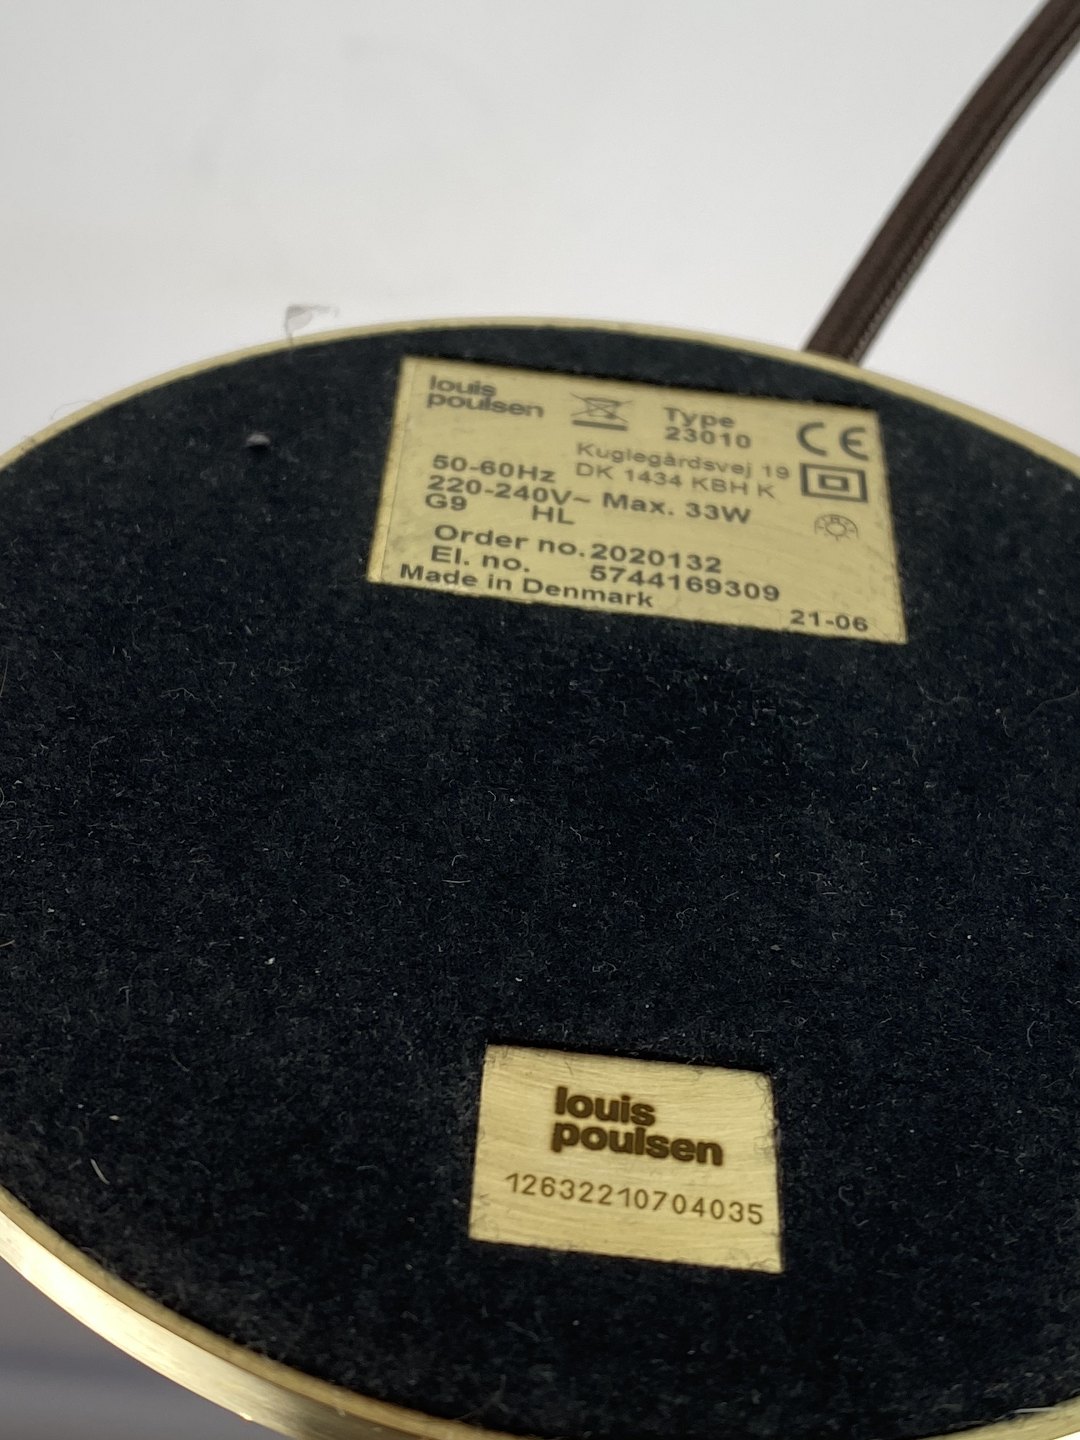 louis
poulsen
Type
23010
CE
Kuglegårdsvej 19
DK 1434 KBH K
50-60Hz
220-240V~ Max. 33W
G9 HL
Order no. 2020132
El. no. 5744169309
Made in Denmark
21-06
louis
poulsen
12632210704035